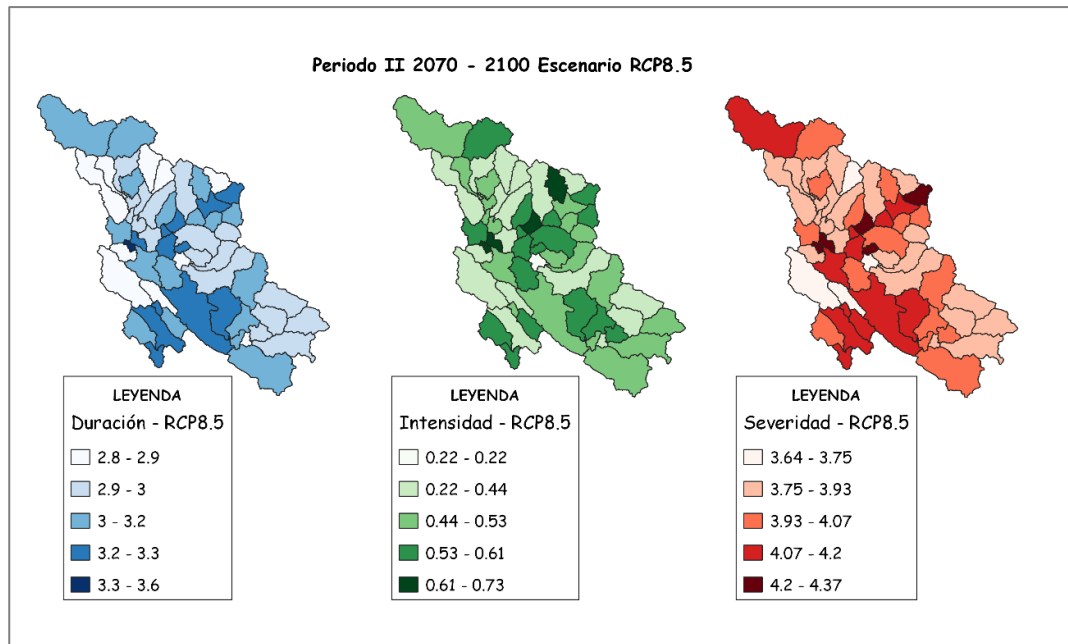 Periodo II 2070 - 2100 Escenario RCP8.5
LEYENDA
Duración - RCP8.5
2.8 - 2.9
2.9 - 3
3 - 3.2
3.2 - 3.3
3.3 - 3.6
LEYENDA
Intensidad - RCP8.5
0.22 - 0.22
0.22 - 0.44
0.44 - 0.53
0.53 - 0.61
0.61 - 0.73
LEYENDA
Severidad - RCP8.5
3.64 - 3.75
3.75 - 3.93
3.93 - 4.07
4.07 - 4.2
4.2 - 4.37